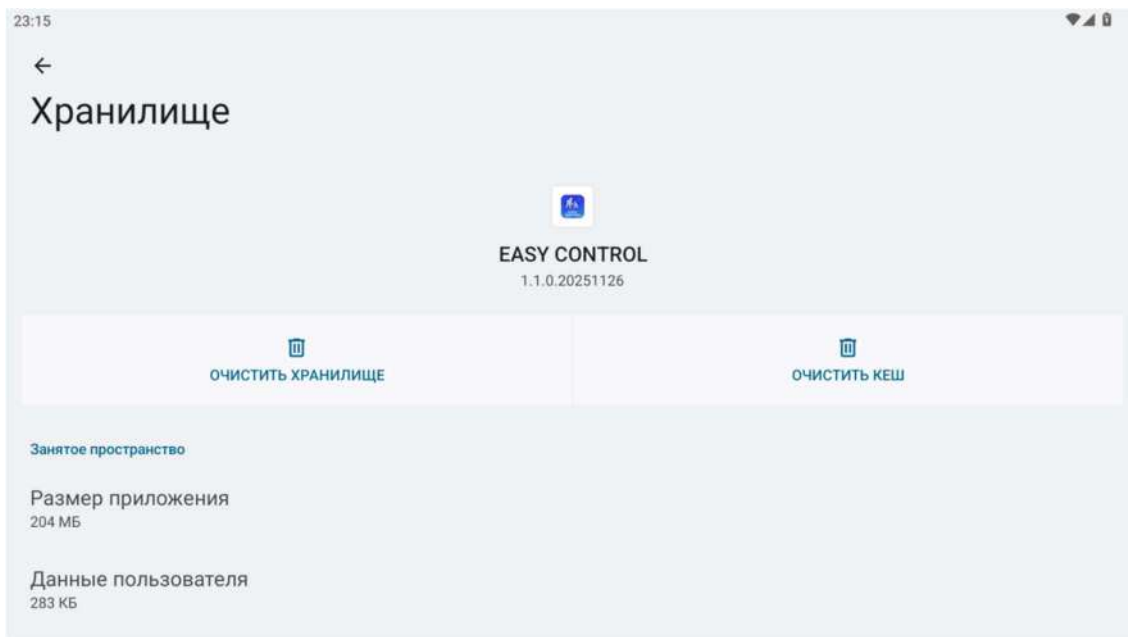 23:15
Хранилище
EASY CONTROL
1.1.0.20251126
ОЧИСТИТЬ ХРАНИЛИЩЕ
ОЧИСТИТЬ КЕШ
Занятое пространство
Размер приложения
204 МБ
Данные пользователя
283 КБ